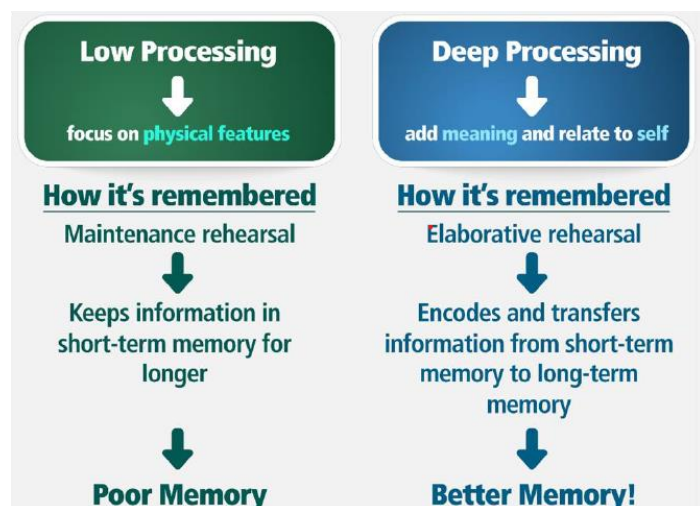 Low Processing
focus on physical features
How it's remembered
Maintenance rehearsal
Keeps information in
short-term memory for
longer
Poor Memory
Deep Processing
add meaning and relate to self
How it's remembered
Elaborative rehearsal
Encodes and transfers
information from short-term
memory to long-term
memory
Better Memory!